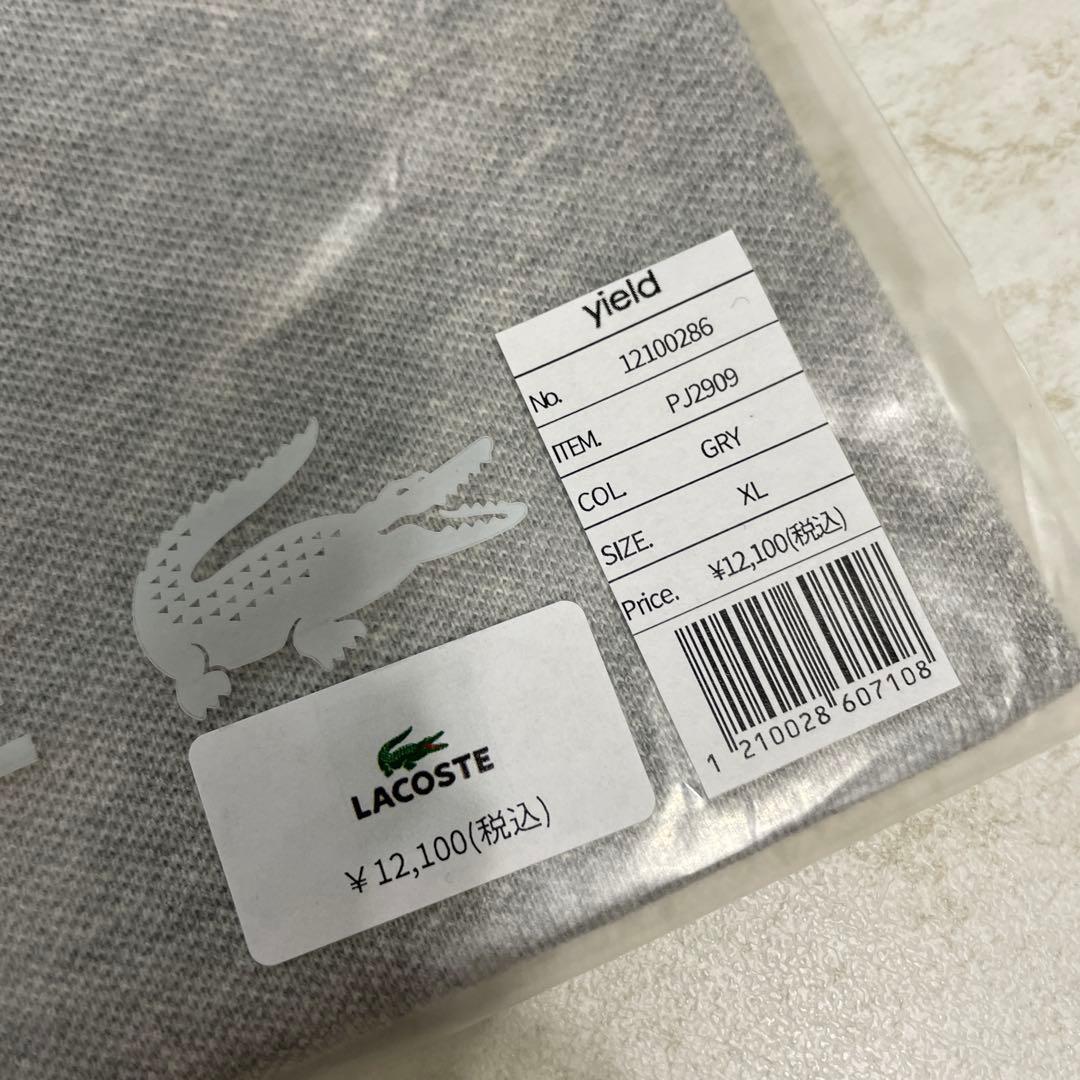 yield
No. 12100286
ITEM. PJ2909
COL. GRY
SIZE. XL
Price. ¥12,100(税込)
1 210028 607108
LACOSTE
¥12,100(税込)